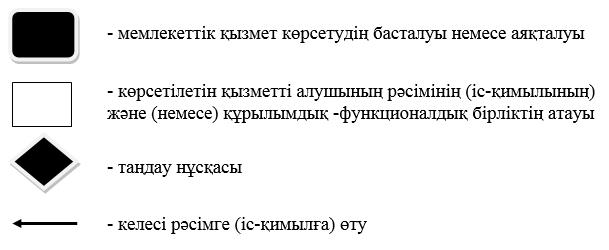 - мемлекеттік қызмет көрсетудің басталуы немесе аяқталуы
- көрсетілетін қызметті алушының рәсімінің (іс-қимылының)
және (немесе) құрылымдық -функционалдық бірліктің атауы
- таңдау нұсқасы
- келесі рәсімге (іс-қимылға) өту